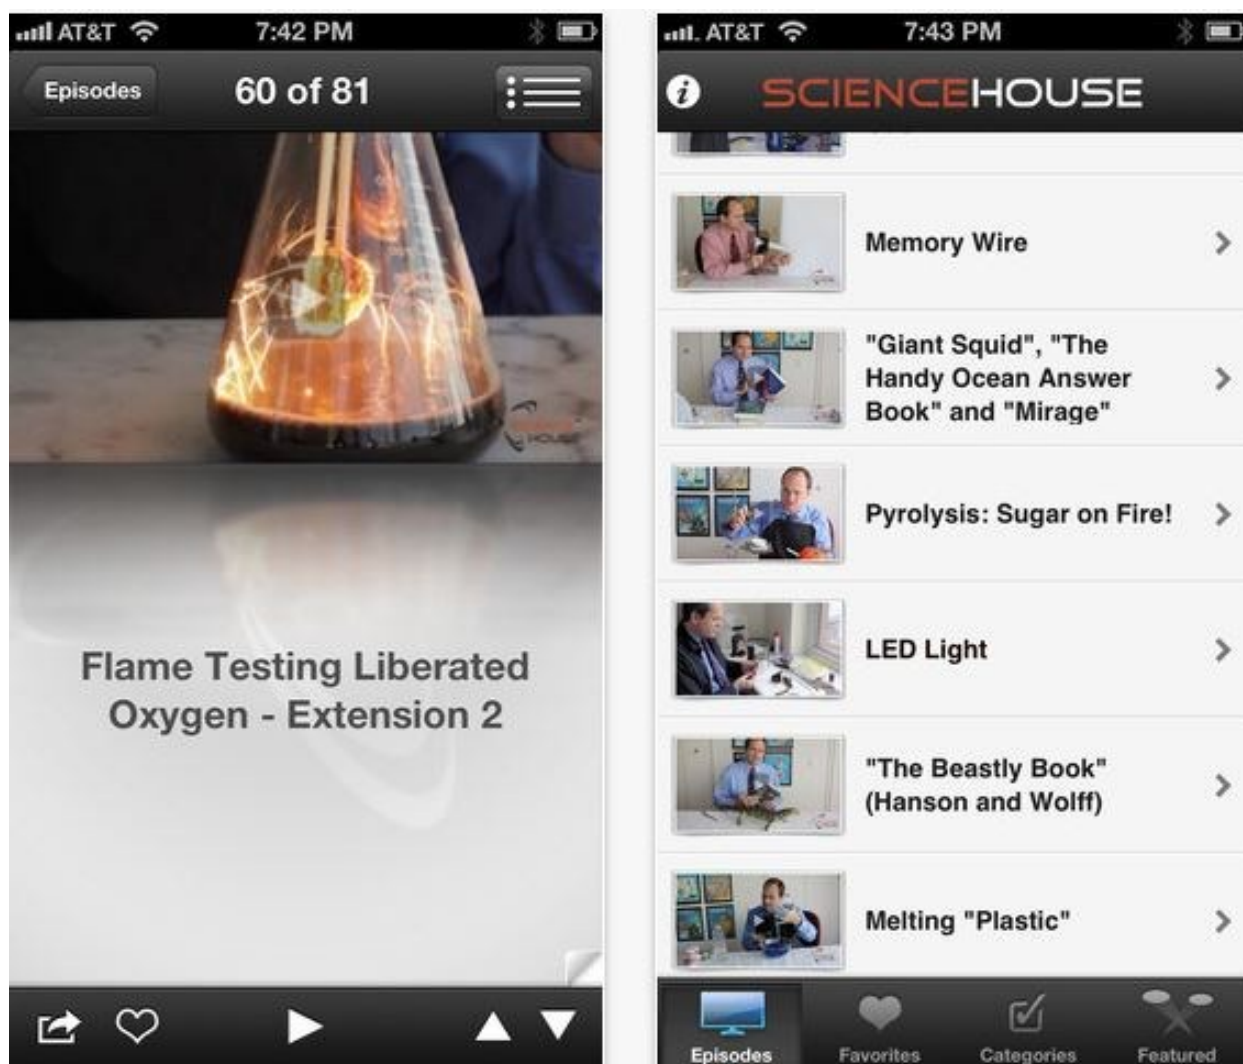 AT&T 7:42 PM
Episodes 60 of 81
HOUSE
Flame Testing Liberated
Oxygen - Extension 2
AT&T 7:43 PM
SCIENCEHOUSE
Memory Wire
"Giant Squid", "The
Handy Ocean Answer
Book" and "Mirage"
Pyrolysis: Sugar on Fire!
LED Light
"The Beastly Book"
(Hanson and Wolff)
Melting "Plastic"
Episodes Favorites Categories Featured